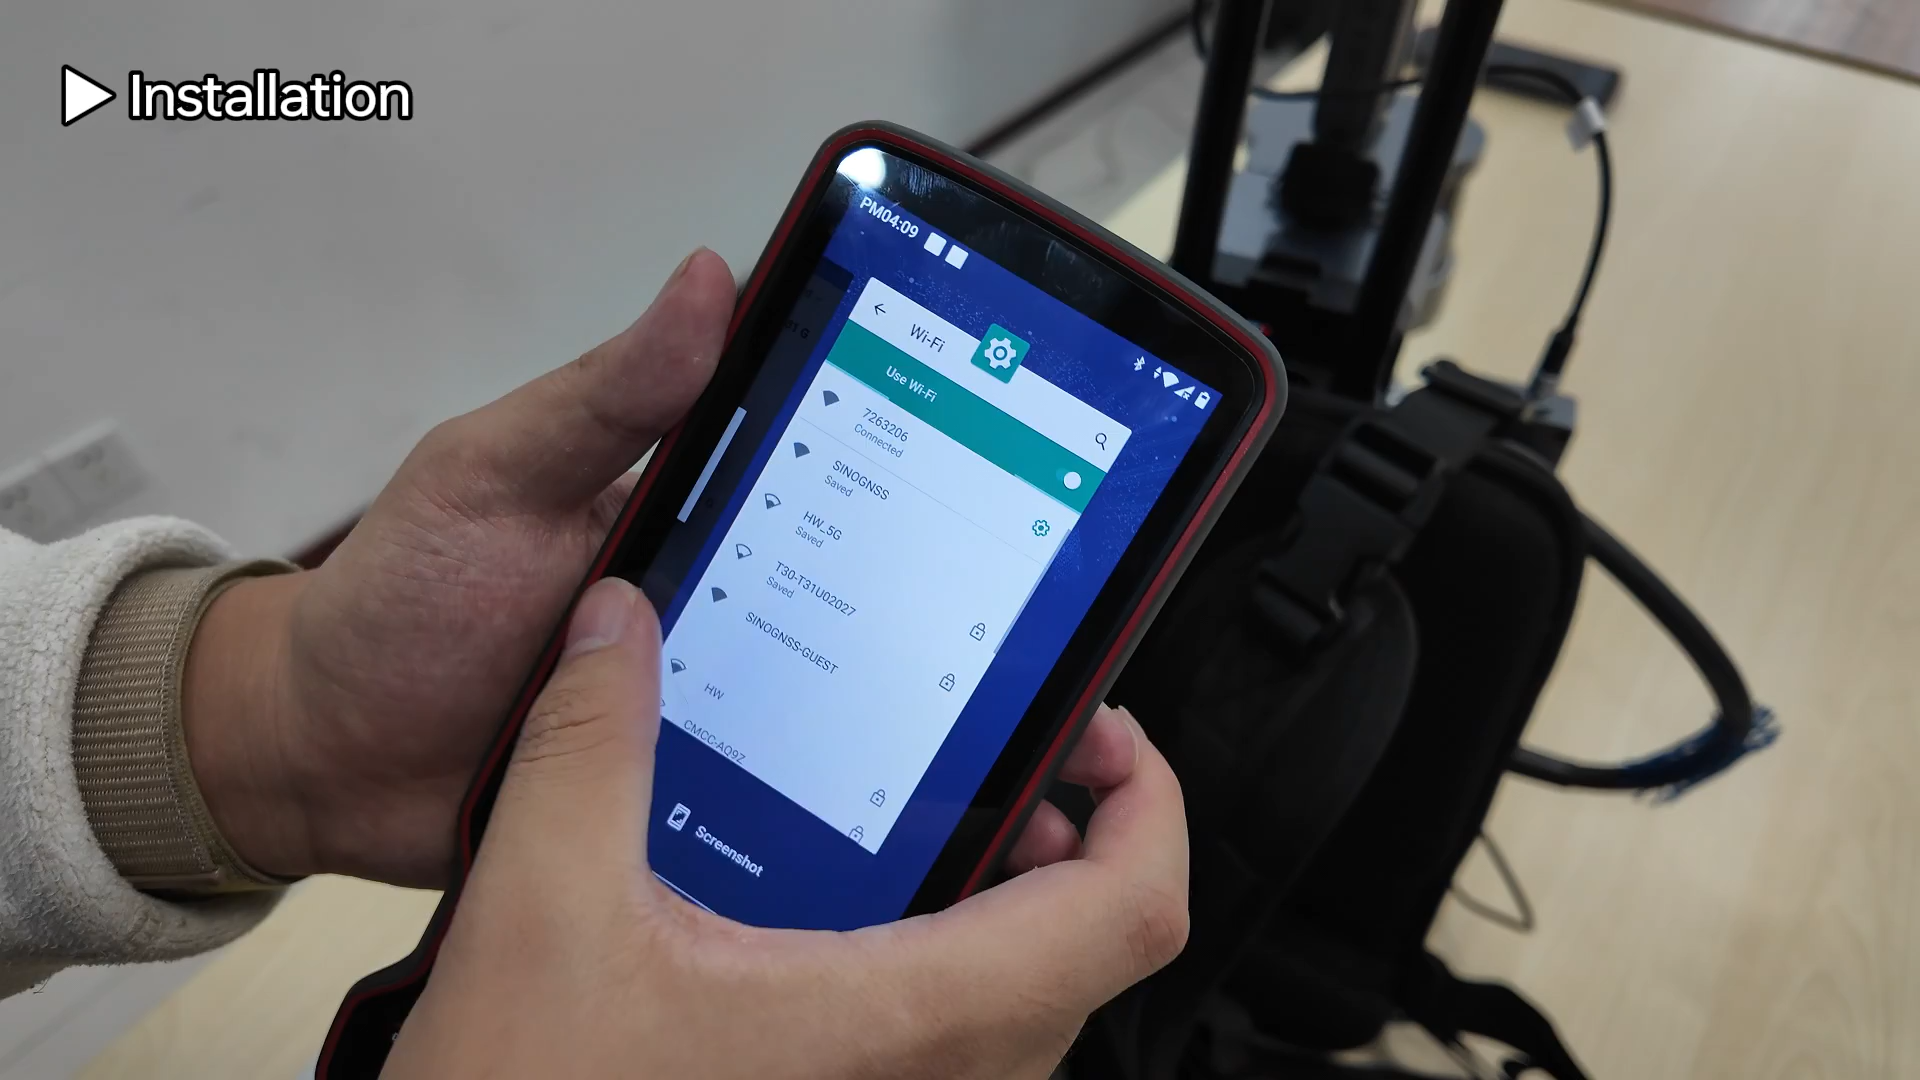 Installation
PM04:09
Wi-Fi
Use Wi-Fi
7263206
Connected
SINOGNSS
Saved
HW_5G
Saved
T30-T31U02027
Saved
SINOGNSS-GUEST
HW
CMCC-AQ9Z
Screenshot